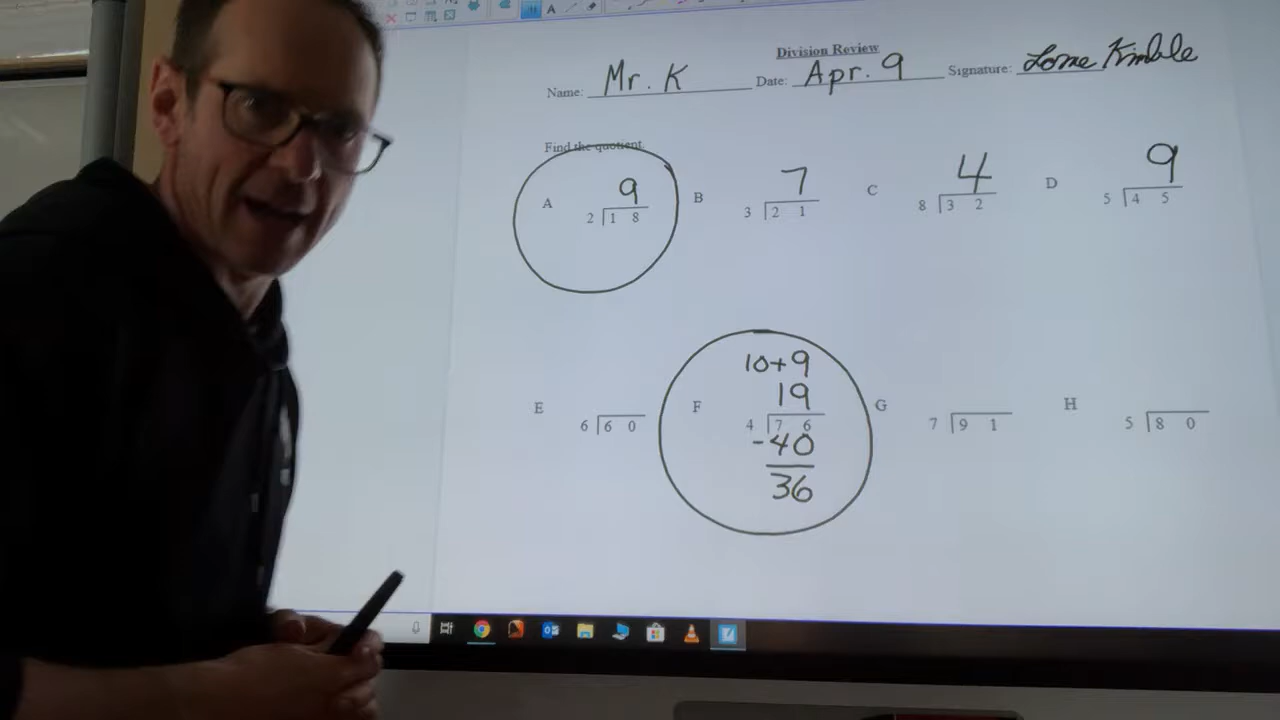 Division Review
Name: Mr. K Date: Apr. 9 Signature: Lorne Kimble
Find the quotient.
A 9 B 7 C 4 D 9
2 1 8 3 2 1 8 3 2 5 4 5
10+9
19
E 6 6 0 F 4 7 6 G 7 9 1 H 5 8 0
-40
36